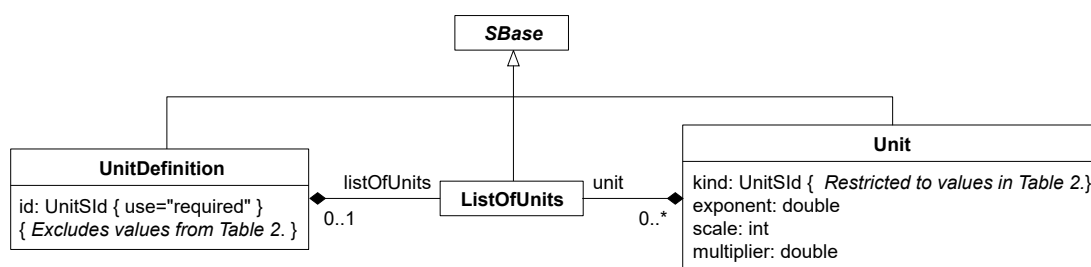 SBase
UnitDefinition
id: UnitSId { use="required" }
{ Excludes values from Table 2. }
listOfUnits
0..1
ListOfUnits
unit
0..*
Unit
kind: UnitSId { Restricted to values in Table 2.}
exponent: double
scale: int
multiplier: double